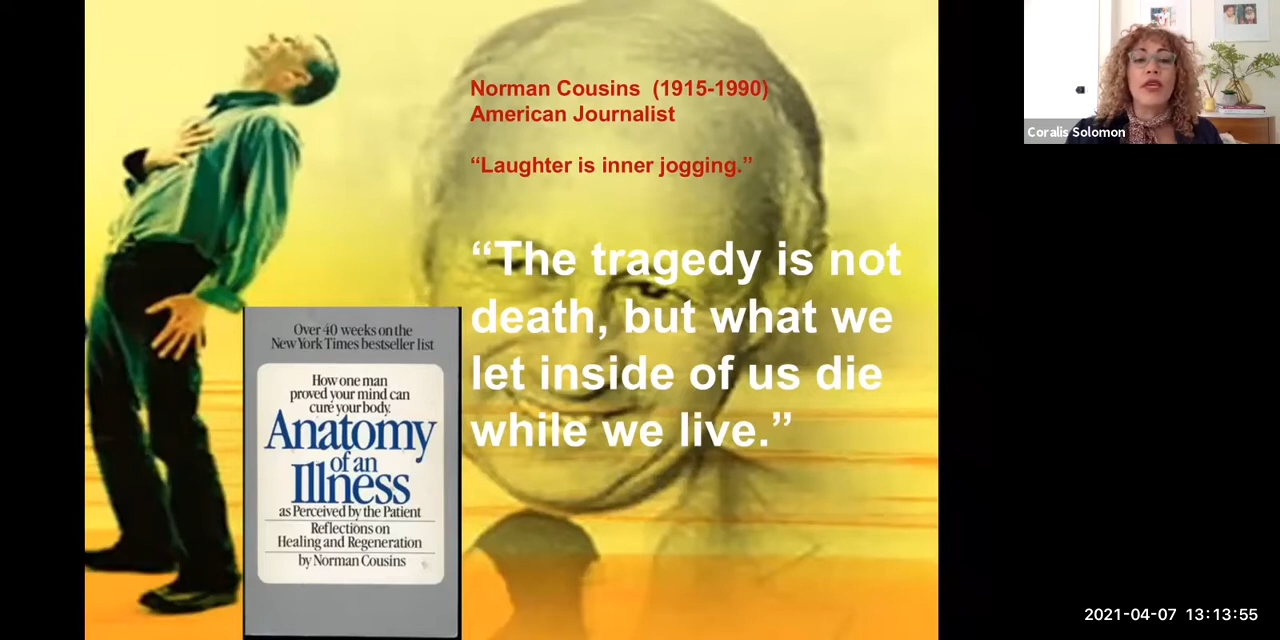 Norman Cousins (1915-1990)
American Journalist
“Laughter is inner jogging.”
“The tragedy is not
death, but what we
let inside of us die
while we live.”
Over 40 weeks on the
New York Times bestseller list
How one man
proved your mind can
cure your body.
Anatomy
of an
Illness
as Perceived by the Patient
Reflections on
Healing and Regeneration
by Norman Cousins
Coralis Solomon
2021-04-07 13:13:55